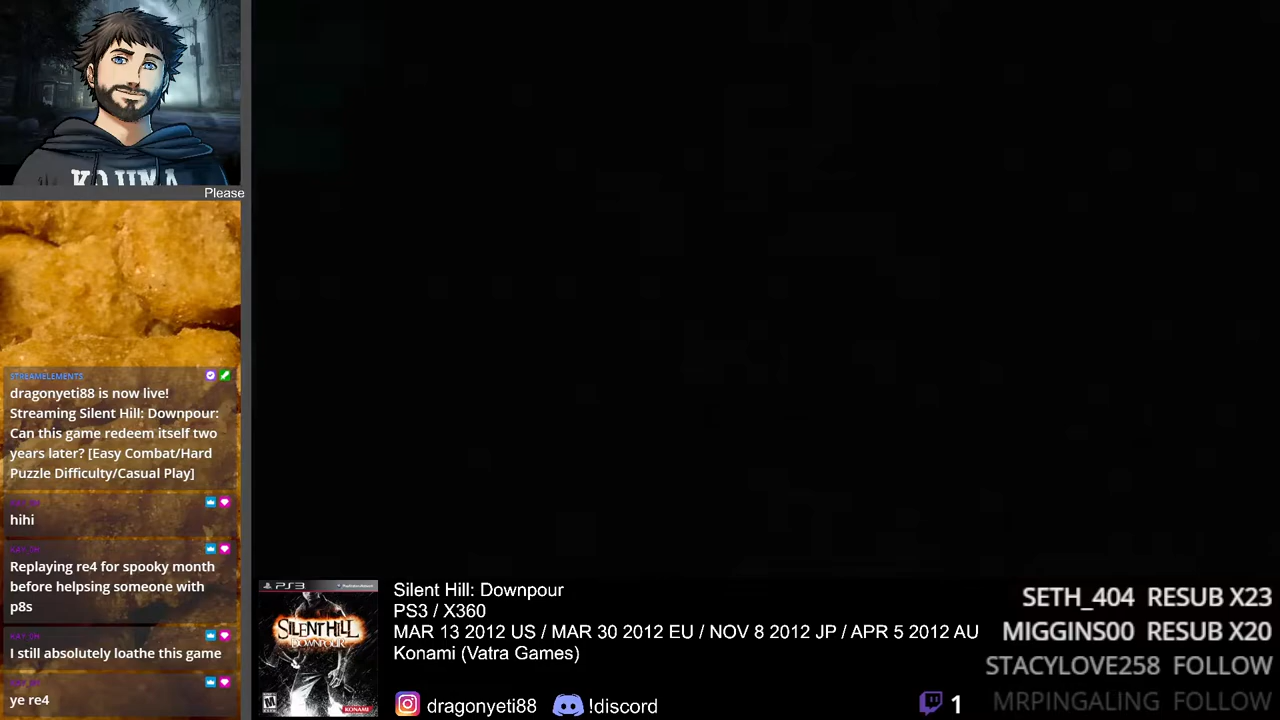 KOJIMA
Please
STREAMELEMENTS
dragonyeti88 is now live!
Streaming Silent Hill: Downpour:
Can this game redeem itself two
years later? [Easy Combat/Hard
Puzzle Difficulty/Casual Play]
hihi
Replaying re4 for spooky month
before helpsing someone with
p8s
I still absolutely loathe this game
ye re4
PS3
SILENT HILL
DOWNPOUR
KONAMI
Silent Hill: Downpour
PS3 / X360
MAR 13 2012 US / MAR 30 2012 EU / NOV 8 2012 JP / APR 5 2012 AU
Konami (Vatra Games)
dragonyeti88 !discord
1
SETH_404 RESUB X23
MIGGINS00 RESUB X20
STACYLOVE258 FOLLOW
MRPINGALING FOLLOW